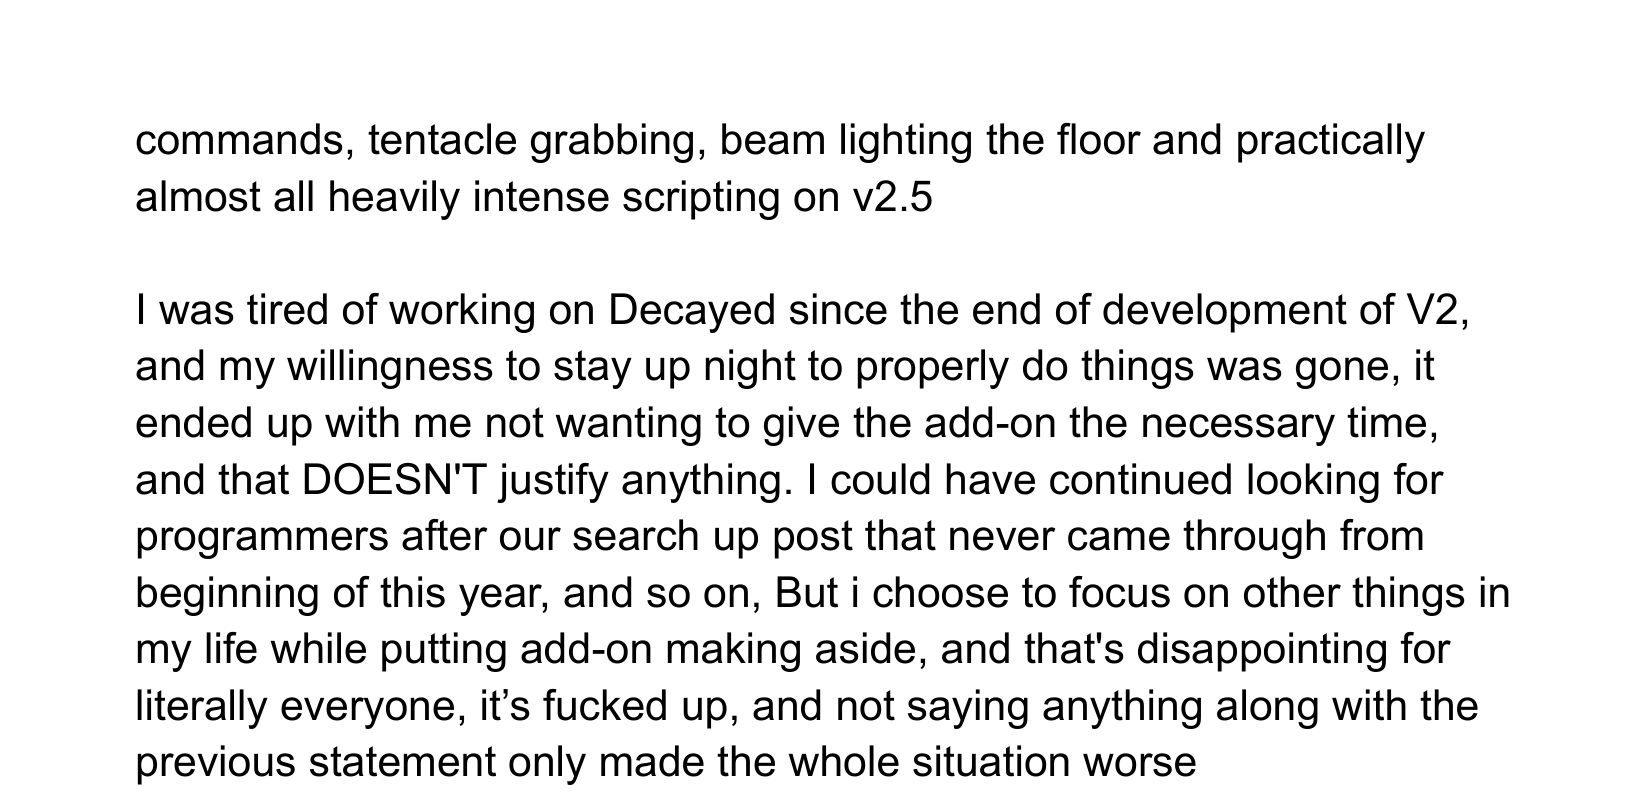 commands, tentacle grabbing, beam lighting the floor and practically
almost all heavily intense scripting on v2.5
I was tired of working on Decayed since the end of development of V2,
and my willingness to stay up night to properly do things was gone, it
ended up with me not wanting to give the add-on the necessary time,
and that DOESN'T justify anything. I could have continued looking for
programmers after our search up post that never came through from
beginning of this year, and so on, But i choose to focus on other things in
my life while putting add-on making aside, and that's disappointing for
literally everyone, it’s fucked up, and not saying anything along with the
previous statement only made the whole situation worse